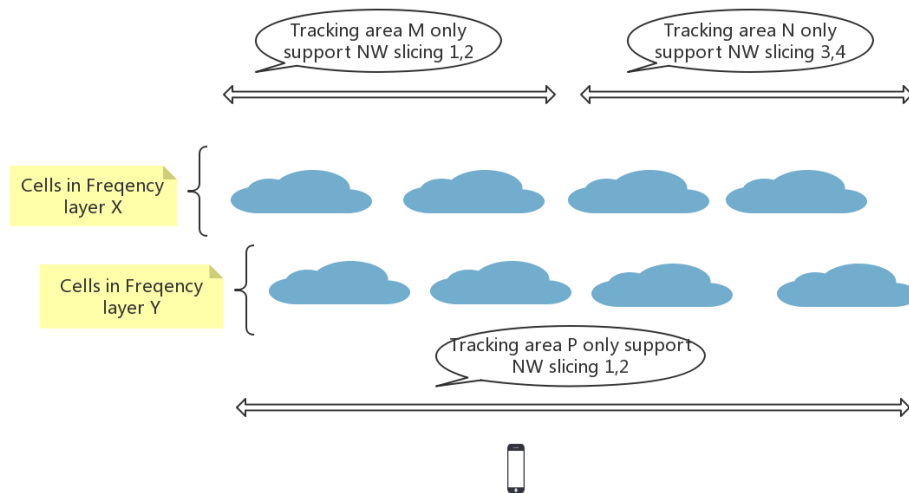 Tracking area M only
support NW slicing 1,2
Tracking area N only
support NW slicing 3,4
Cells in Freqency
layer X
Cells in Freqency
layer Y
Tracking area P only support
NW slicing 1,2